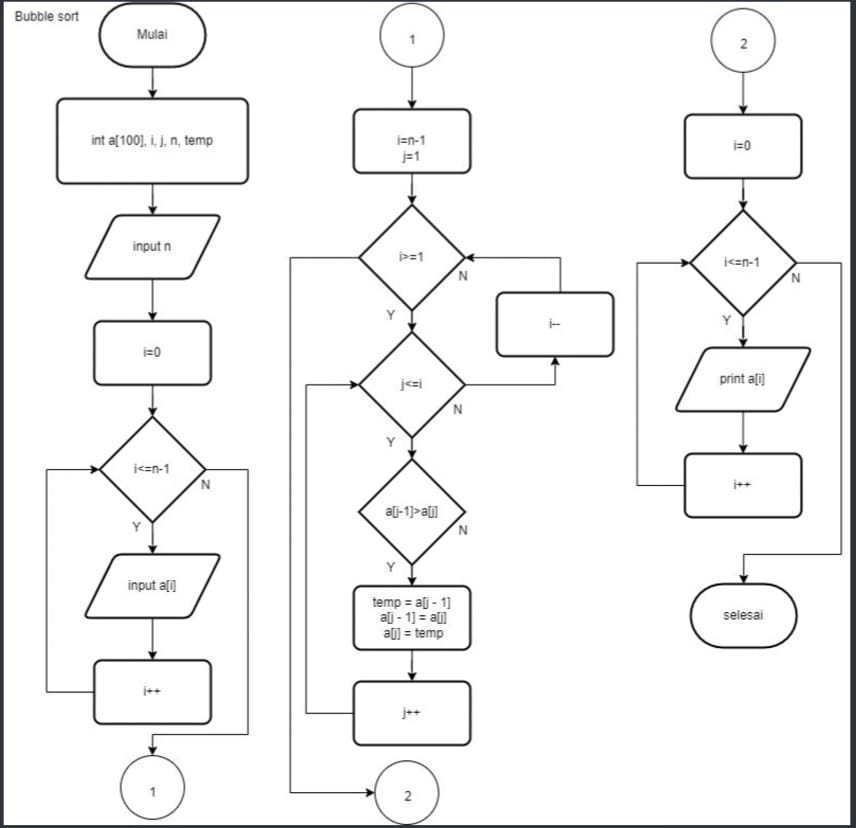 Bubble sort
Mulai
int a[100], i, j, n, temp
input n
i=0
i<=n-1
N
Y
input a[i]
i++
1
1
i=n-1
j=1
i>=1
N
Y
i--
j<=i
N
Y
a[j-1]>a[j]
N
Y
temp = a[j - 1]
a[j - 1] = a[j]
a[j] = temp
j++
2
2
i=0
i<=n-1
N
Y
print a[i]
i++
selesai